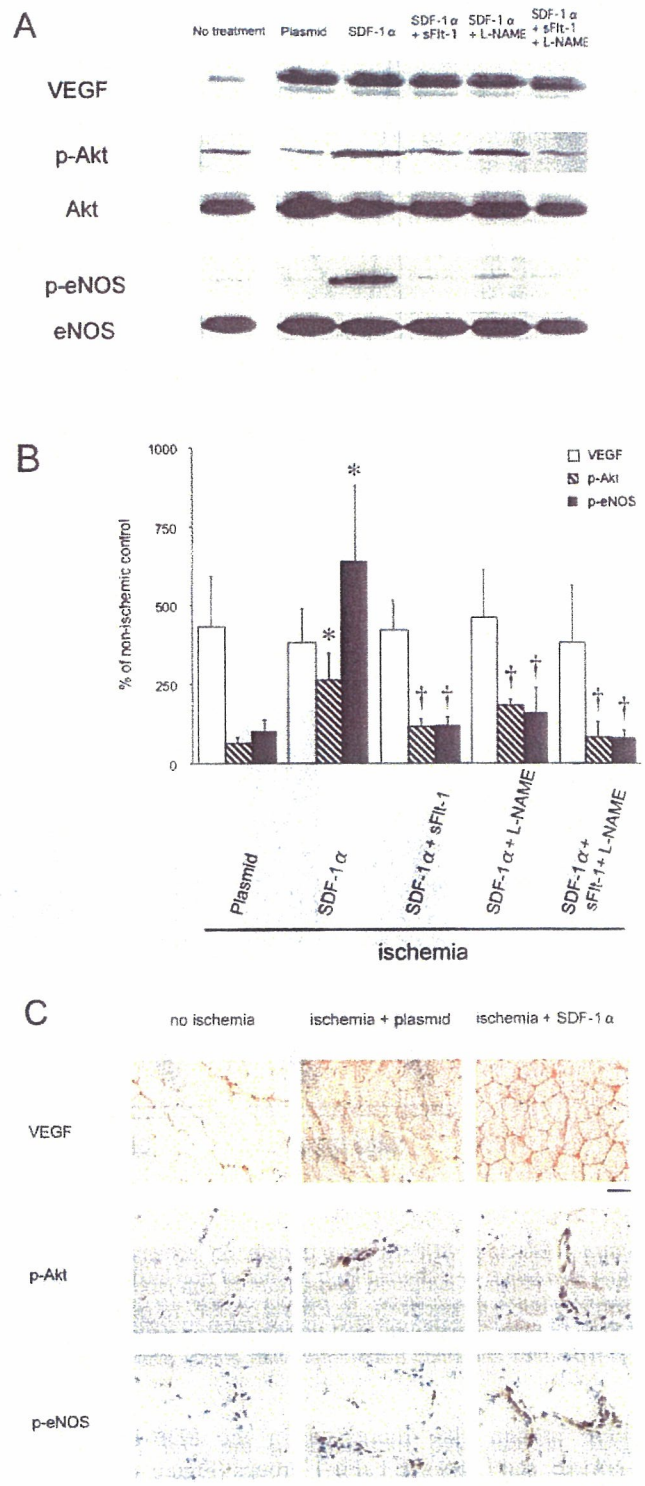 A
No treatment
Plasmid
SDF-1α
SDF-1α
+ sFlt-1
SDF-1α
+ L-NAME
SDF-1α
+ sFlt-1
+ L-NAME
VEGF
p-Akt
Akt
p-eNOS
eNOS
B
1000
750
500
250
0
% of non-ischemic control
VEGF
p-Akt
p-eNOS
*
*
†
†
†
†
†
†
Plasmid
SDF-1α
SDF-1α+ sFlt-1
SDF-1α+ L-NAME
SDF-1α+
sFlt-1+ L-NAME
ischemia
C
no ischemia
ischemia + plasmid
ischemia + SDF-1α
VEGF
p-Akt
p-eNOS